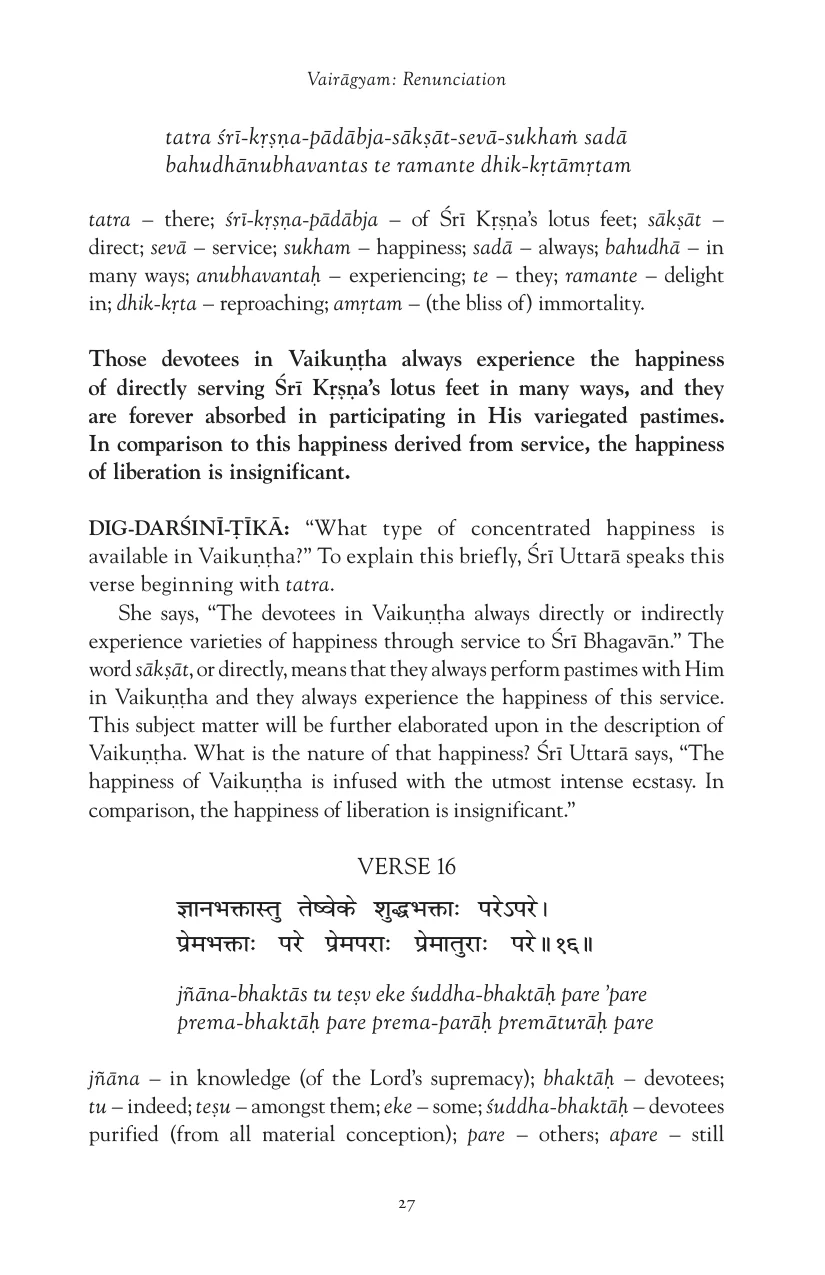 Vairāgyam: Renunciation
tatra śrī-kṛṣṇa-pādābja-sākṣāt-sevā-sukhaṁ sadā
bahudhānubhavantas te ramante dhik-kṛtāmṛtam
tatra – there; śrī-kṛṣṇa-pādābja – of Śrī Kṛṣṇa’s lotus feet; sākṣāt –
direct; sevā – service; sukham – happiness; sadā – always; bahudhā – in
many ways; anubhavantaḥ – experiencing; te – they; ramante – delight
in; dhik-kṛta – reproaching; amṛtam – (the bliss of) immortality.
Those devotees in Vaikuṇṭha always experience the happiness
of directly serving Śrī Kṛṣṇa’s lotus feet in many ways, and they
are forever absorbed in participating in His variegated pastimes.
In comparison to this happiness derived from service, the happiness
of liberation is insignificant.
DIG-DARŚINĪ-ṬĪKĀ: “What type of concentrated happiness is
available in Vaikuṇṭha?” To explain this briefly, Śrī Uttarā speaks this
verse beginning with tatra.
She says, “The devotees in Vaikuṇṭha always directly or indirectly
experience varieties of happiness through service to Śrī Bhagavān.” The
word sākṣāt, or directly, means that they always perform pastimes with Him
in Vaikuṇṭha and they always experience the happiness of this service.
This subject matter will be further elaborated upon in the description of
Vaikuṇṭha. What is the nature of that happiness? Śrī Uttarā says, “The
happiness of Vaikuṇṭha is infused with the utmost intense ecstasy. In
comparison, the happiness of liberation is insignificant.”
VERSE 16
ज्ञानभक्तास्तु तेष्वेके शुद्धभक्ताः परेऽपरे।
प्रेमभक्ताः परे प्रेमपराः प्रेमातुराः परे॥१६॥
jñāna-bhaktās tu teṣv eke śuddha-bhaktāḥ pare ’pare
prema-bhaktāḥ pare prema-parāḥ premāturāḥ pare
jñāna – in knowledge (of the Lord’s supremacy); bhaktāḥ – devotees;
tu – indeed; teṣu – amongst them; eke – some; śuddha-bhaktāḥ – devotees
purified (from all material conception); pare – others; apare – still
27